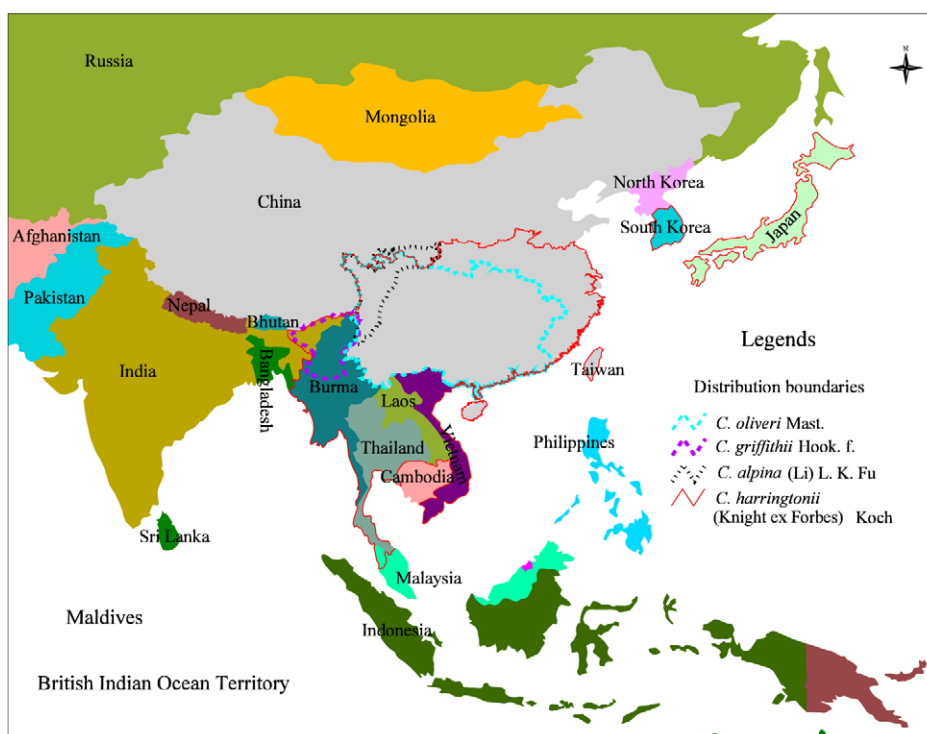 N
Russia
Mongolia
China
North Korea
South Korea
Japan
Afghanistan
Pakistan
Nepal
Bhutan
India
Bangladesh
Burma
Laos
Taiwan
Thailand
Vietnam
Cambodia
Philippines
Sri Lanka
Malaysia
Indonesia
Maldives
British Indian Ocean Territory
Legends
Distribution boundaries
C. oliveri Mast.
C. griffithii Hook. f.
C. alpina (Li) L. K. Fu
C. harringtonii
(Knight ex Forbes) Koch